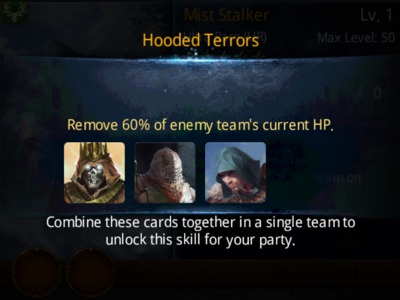 Mist Stalker
Lv. 1
Hooded Terrors
Max Level: 50
Remove 60% of enemy team's current HP.
Combine these cards together in a single team to
unlock this skill for your party.